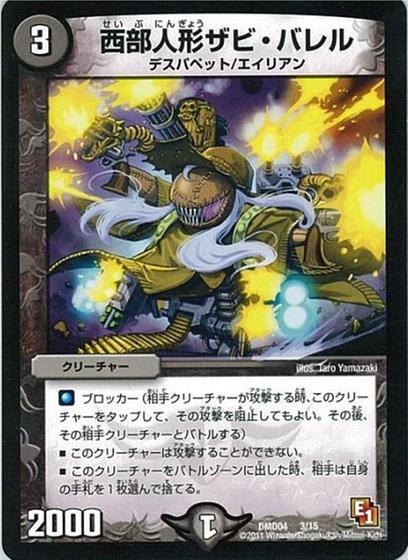 3
せいぶにんぎょう
西部人形ザビ・バレル
デスパペット/エイリアン
クリーチャー
illus. Taro Yamazaki
ブロッカー(相手クリーチャーが攻撃する時、このクリ
ーチャーをタップして、その攻撃を阻止してもよい。その後、
その相手クリーチャーとバトルする)
■ このクリーチャーは攻撃することができない。
■ このクリーチャーをバトルゾーンに出した時、相手は自身
の手札を1枚選んで捨てる。
2000
1
DMD04 3/15
E1
©2011 Wizards/Shogakukan/Mitsui-Kids